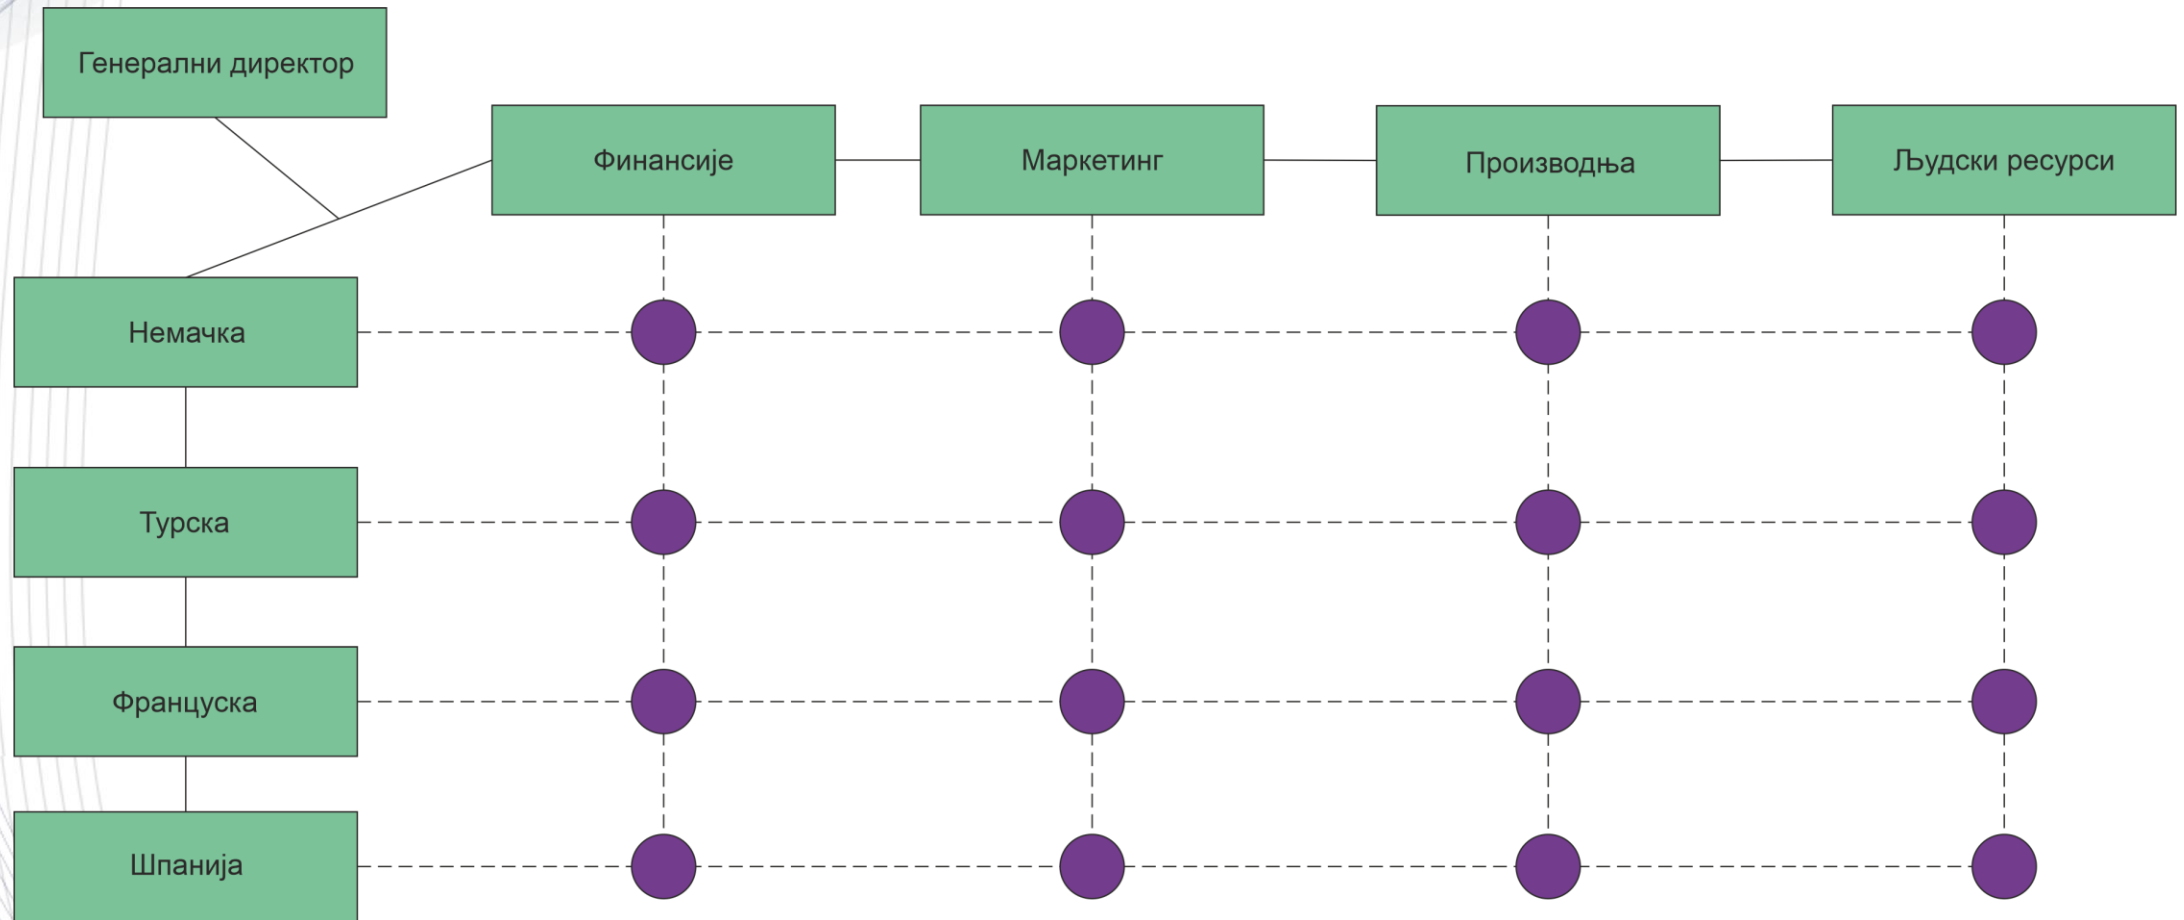 Генерални директор
Финансије
Маркетинг
Производња
Људски ресурси
Немачка
Турска
Француска
Шпанија